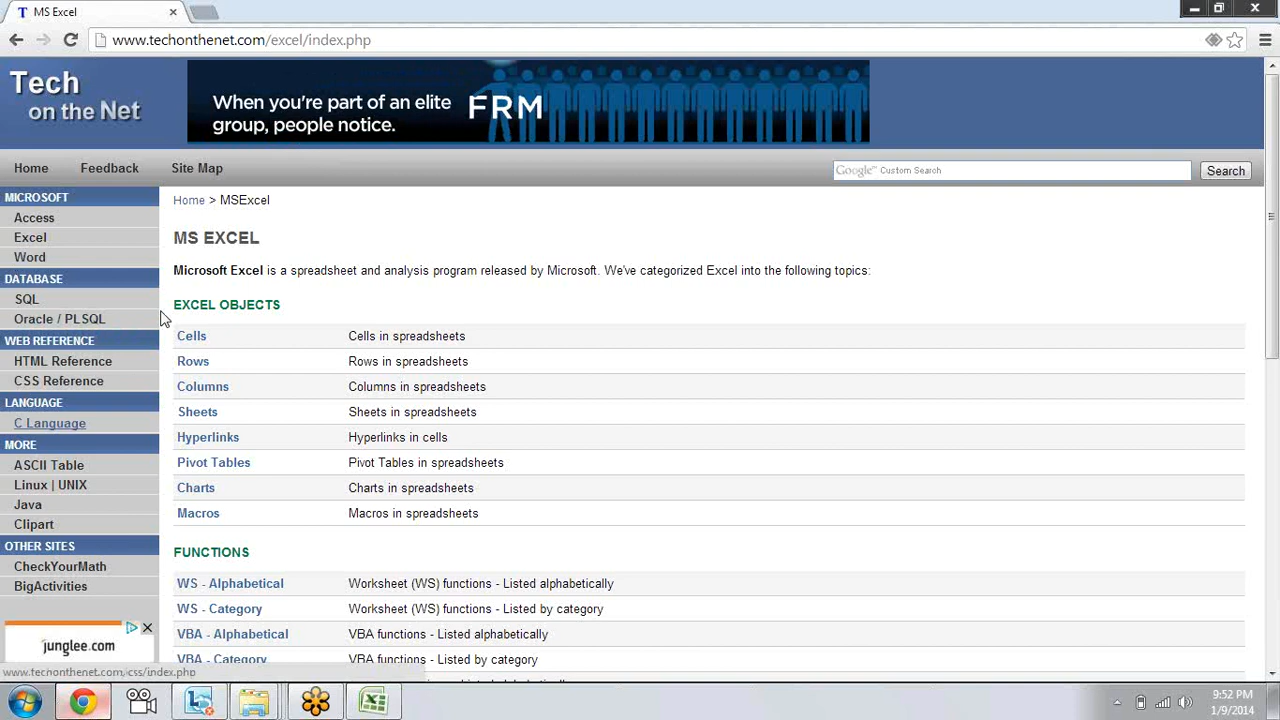 MS Excel
www.techonthenet.com/excel/index.php
Tech
on the Net
When you're part of an elite
group, people notice.
FRM
Home
Feedback
Site Map
Google™ Custom Search
Search
MICROSOFT
Access
Excel
Word
DATABASE
SQL
Oracle / PLSQL
WEB REFERENCE
HTML Reference
CSS Reference
LANGUAGE
C Language
MORE
ASCII Table
Linux | UNIX
Java
Clipart
OTHER SITES
CheckYourMath
BigActivities
junglee.com
Home > MSExcel
MS EXCEL
Microsoft Excel is a spreadsheet and analysis program released by Microsoft. We've categorized Excel into the following topics:
EXCEL OBJECTS
Cells Cells in spreadsheets
Rows Rows in spreadsheets
Columns Columns in spreadsheets
Sheets Sheets in spreadsheets
Hyperlinks Hyperlinks in cells
Pivot Tables Pivot Tables in spreadsheets
Charts Charts in spreadsheets
Macros Macros in spreadsheets
FUNCTIONS
WS - Alphabetical Worksheet (WS) functions - Listed alphabetically
WS - Category Worksheet (WS) functions - Listed by category
VBA - Alphabetical VBA functions - Listed alphabetically
VBA - Category VBA functions - Listed by category
www.techonthenet.com/css/index.php
9:52 PM
1/9/2014